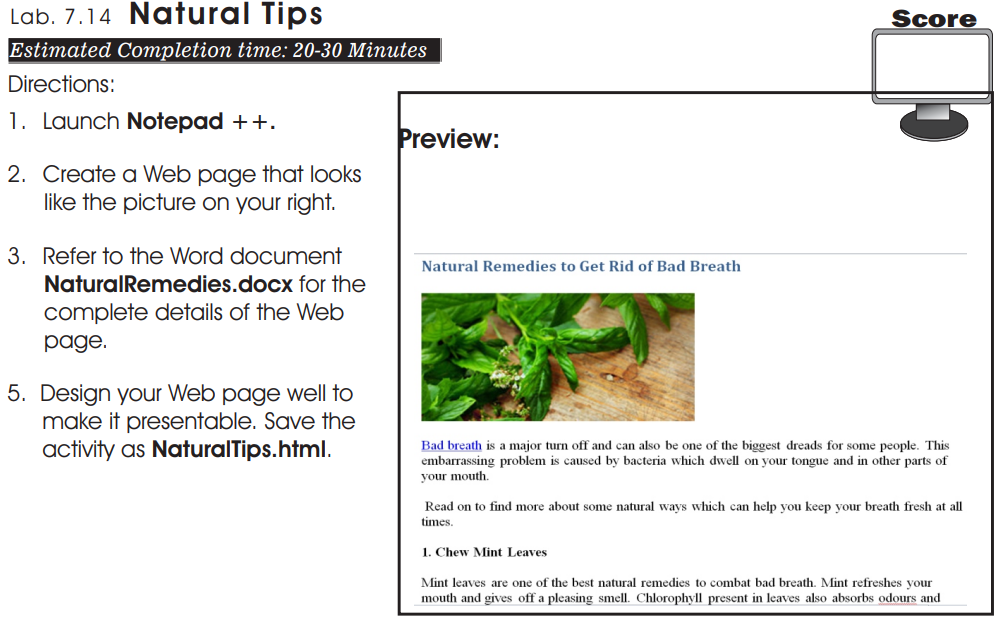 Lab. 7.14 Natural Tips
Score
Estimated Completion time: 20-30 Minutes
Directions:
1. Launch Notepad ++.
2. Create a Web page that looks
like the picture on your right.
3. Refer to the Word document
NaturalRemedies.docx for the
complete details of the Web
page.
5. Design your Web page well to
make it presentable. Save the
activity as NaturalTips.html.
Preview:
Natural Remedies to Get Rid of Bad Breath
Bad breath is a major turn off and can also be one of the biggest dreads for some people. This
embarrassing problem is caused by bacteria which dwell on your tongue and in other parts of
your mouth.
Read on to find more about some natural ways which can help you keep your breath fresh at all
times.
1. Chew Mint Leaves
Mint leaves are one of the best natural remedies to combat bad breath. Mint refreshes your
mouth and gives off a pleasing smell. Chlorophyll present in leaves also absorbs odours and